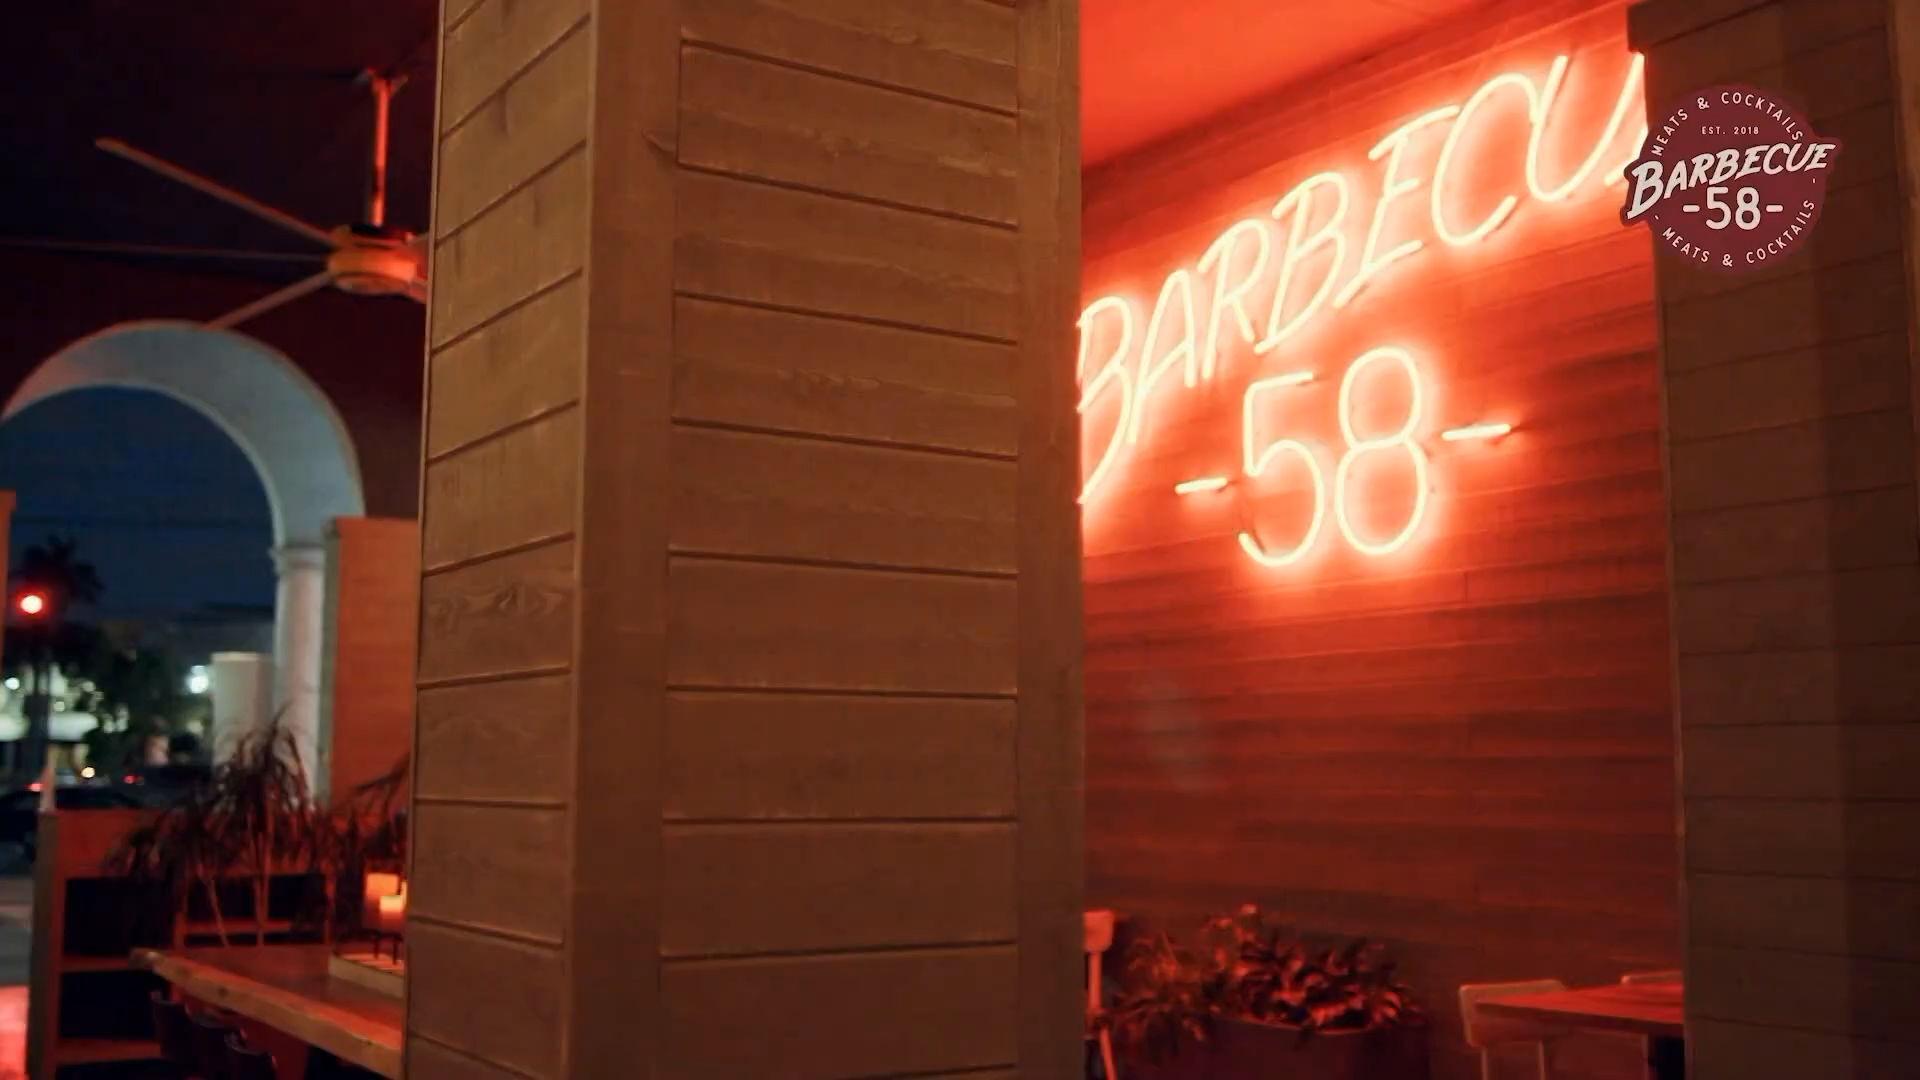 BARBECU
-58-
MEATS & COCKTAILS
EST. 2018
BARBECUE
-58-
MEATS & COCKTAILS